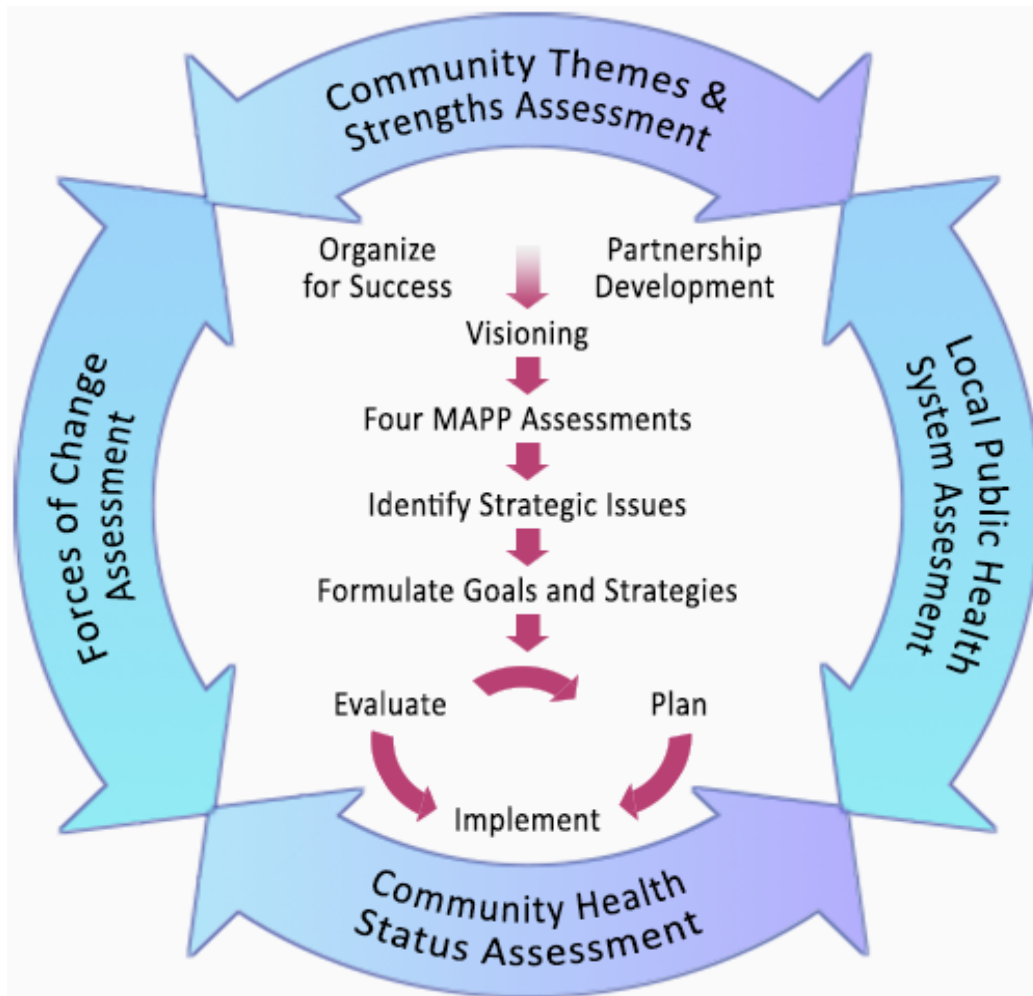 Community Themes &
Strengths Assessment
Organize
for Success
Partnership
Development
Visioning
Four MAPP Assessments
Identify Strategic Issues
Formulate Goals and Strategies
Evaluate
Plan
Implement
Forces of Change
Assessment
Local Public Health
System Assessment
Community Health
Status Assessment